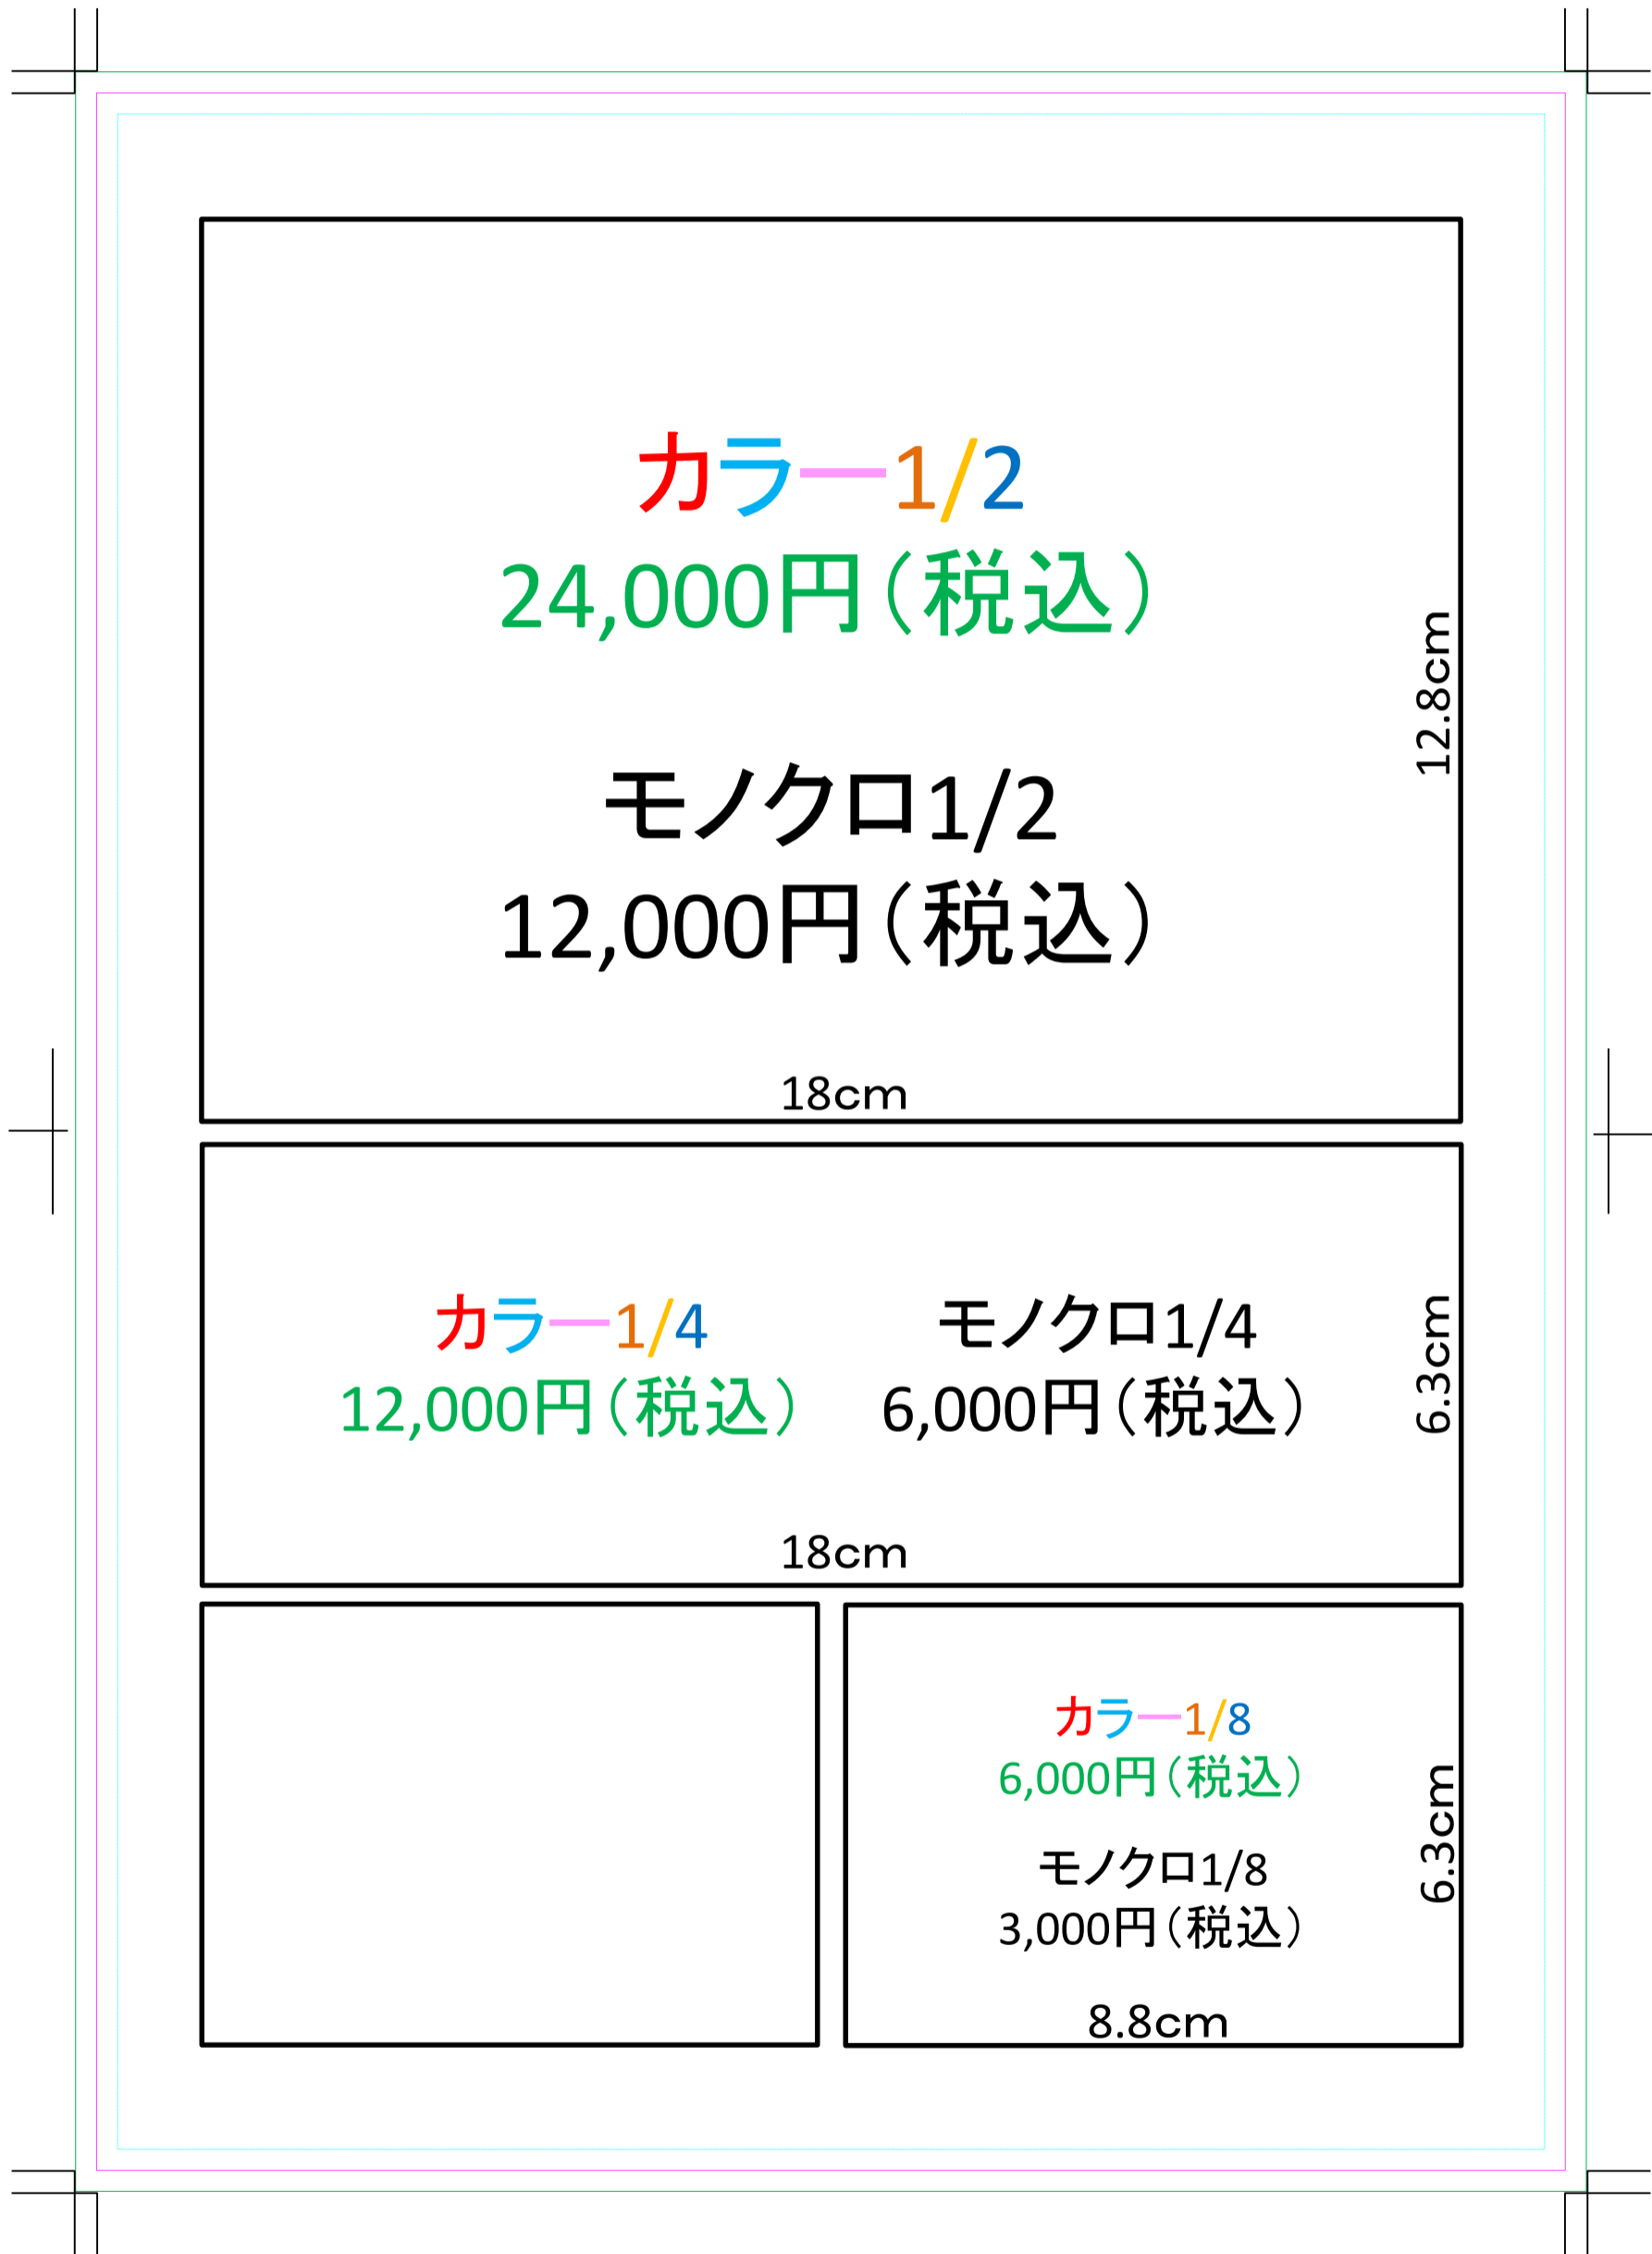 カラー1/2
24,000円（税込）
モノクロ1/2
12,000円（税込）
12.8cm
18cm
カラー1/4
12,000円（税込）
モノクロ1/4
6,000円（税込）
6.3cm
18cm
カラー1/8
6,000円（税込）
モノクロ1/8
3,000円（税込）
6.3cm
8.8cm